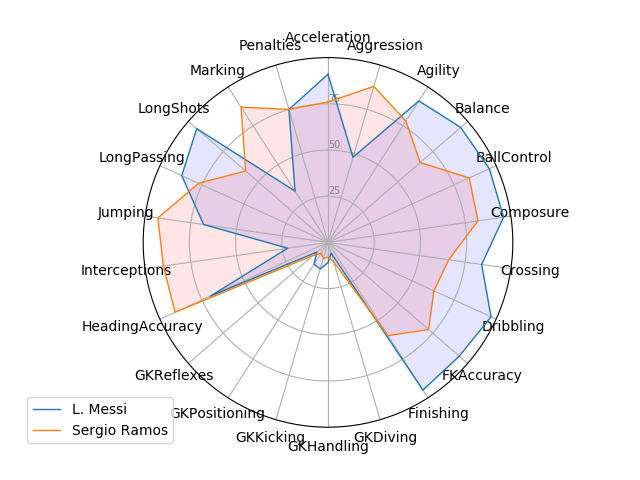 Acceleration
Penalties
Aggression
Marking
Agility
LongShots
Balance
75
LongPassing
BallControl
50
Jumping
Composure
25
Interceptions
Crossing
HeadingAccuracy
Dribbling
GKReflexes
FKAccuracy
GKPositioning
Finishing
GKKicking
GKDiving
GKHandling
L. Messi
Sergio Ramos